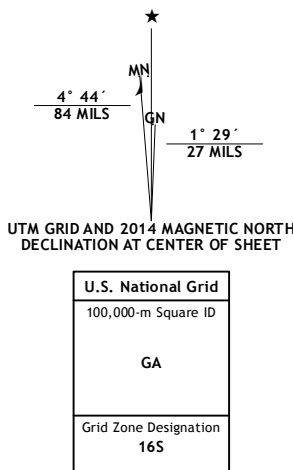 ★
MN
GN
4° 44´
84 MILS
1° 29´
27 MILS
UTM GRID AND 2014 MAGNETIC NORTH
DECLINATION AT CENTER OF SHEET
U.S. National Grid
100,000-m Square ID
GA
Grid Zone Designation
16S